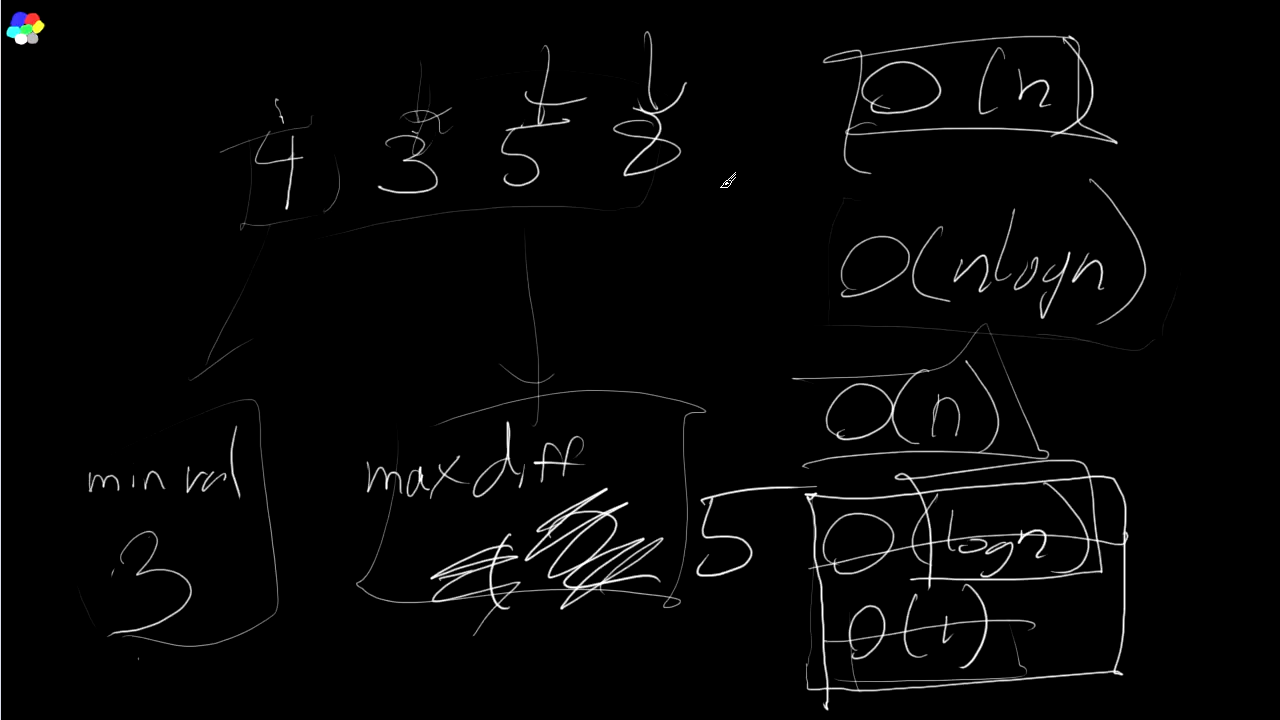 4 3 5 8
O(n)
O(nlogn)
O(n)
min val
max diff
3
5
O(logn)
O(1)